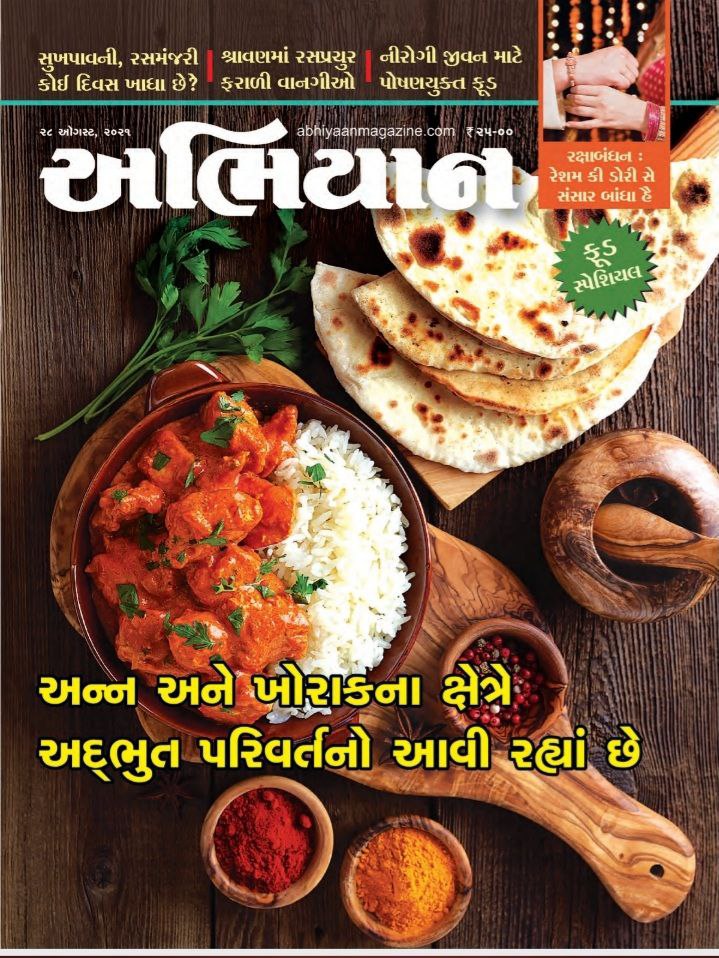 સુખપાવની, રસમંજરી
કોઈ દિવસ ખાધા છે?
શ્રાવણમાં રસપ્રચુર
ફરાળી વાનગીઓ
નીરોગી જીવન માટે
પોષણયુક્ત ફૂડ
૨૮ ઓગસ્ટ, ૨૦૨૧
abhiyaanmagazine.com ₹૨૫-૦૦
અભિયાન
રક્ષાબંધન :
રેશમ કી ડોરી સે
સંસાર બાંધા હૈ
ફૂડ
સ્પેશિયલ
અન્ન અને ખોરાકના ક્ષેત્રે
અદ્ભુત પરિવર્તનો આવી રહ્યાં છે